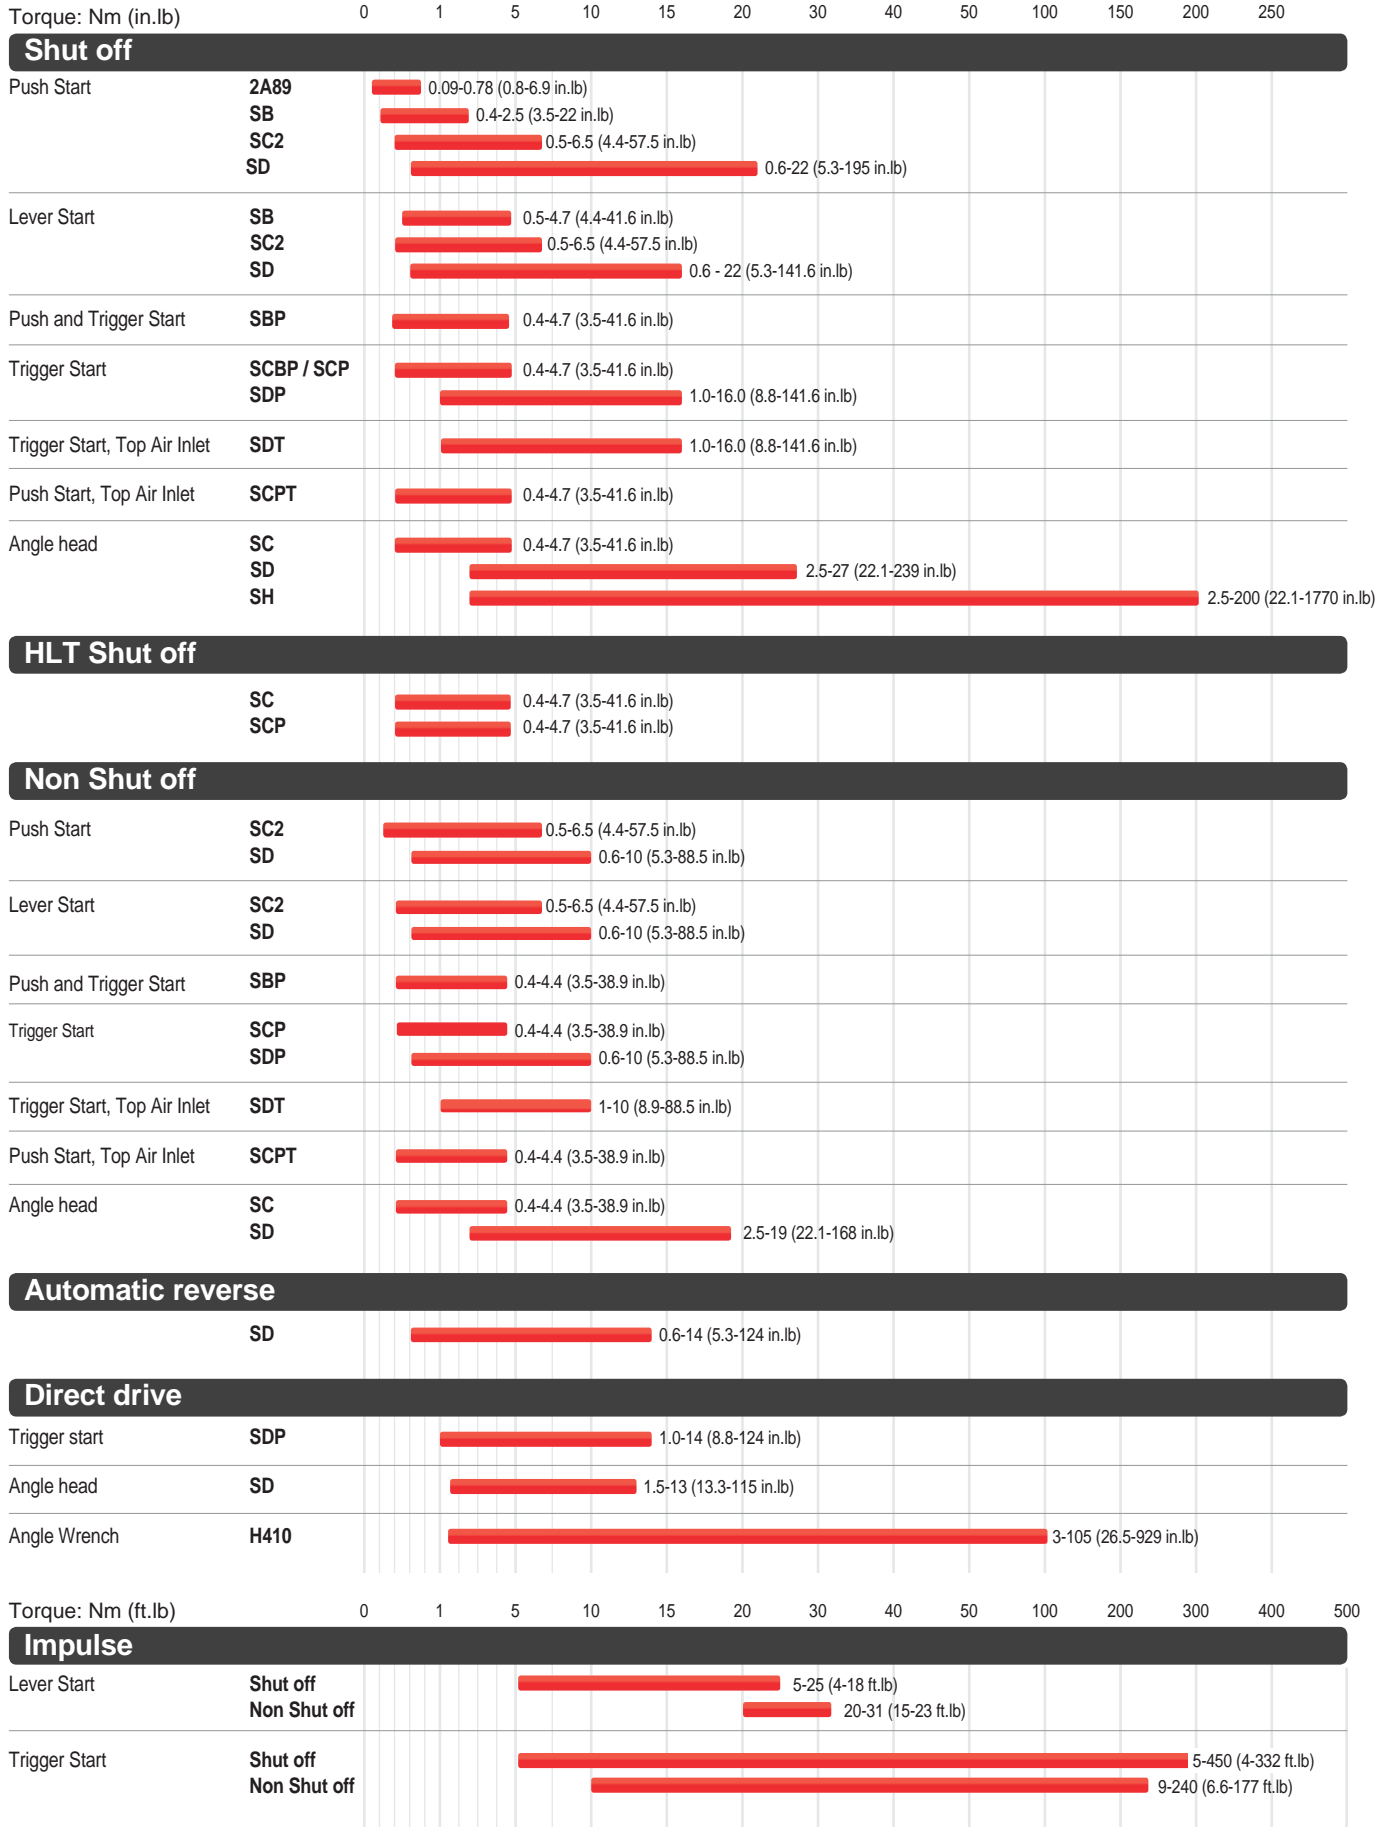 Torque: Nm (in.lb) 0 1 5 10 15 20 30 40 50 100 150 200 250
Shut off
Push Start 2A89 0.09-0.78 (0.8-6.9 in.lb)
SB 0.4-2.5 (3.5-22 in.lb)
SC2 0.5-6.5 (4.4-57.5 in.lb)
SD 0.6-22 (5.3-195 in.lb)
Lever Start SB 0.5-4.7 (4.4-41.6 in.lb)
SC2 0.5-6.5 (4.4-57.5 in.lb)
SD 0.6 - 22 (5.3-141.6 in.lb)
Push and Trigger Start SBP 0.4-4.7 (3.5-41.6 in.lb)
Trigger Start SCBP / SCP 0.4-4.7 (3.5-41.6 in.lb)
SDP 1.0-16.0 (8.8-141.6 in.lb)
Trigger Start, Top Air Inlet SDT 1.0-16.0 (8.8-141.6 in.lb)
Push Start, Top Air Inlet SCPT 0.4-4.7 (3.5-41.6 in.lb)
Angle head SC 0.4-4.7 (3.5-41.6 in.lb)
SD 2.5-27 (22.1-239 in.lb)
SH 2.5-200 (22.1-1770 in.lb)
HLT Shut off
SC 0.4-4.7 (3.5-41.6 in.lb)
SCP 0.4-4.7 (3.5-41.6 in.lb)
Non Shut off
Push Start SC2 0.5-6.5 (4.4-57.5 in.lb)
SD 0.6-10 (5.3-88.5 in.lb)
Lever Start SC2 0.5-6.5 (4.4-57.5 in.lb)
SD 0.6-10 (5.3-88.5 in.lb)
Push and Trigger Start SBP 0.4-4.4 (3.5-38.9 in.lb)
Trigger Start SCP 0.4-4.4 (3.5-38.9 in.lb)
SDP 0.6-10 (5.3-88.5 in.lb)
Trigger Start, Top Air Inlet SDT 1-10 (8.9-88.5 in.lb)
Push Start, Top Air Inlet SCPT 0.4-4.4 (3.5-38.9 in.lb)
Angle head SC 0.4-4.4 (3.5-38.9 in.lb)
SD 2.5-19 (22.1-168 in.lb)
Automatic reverse
SD 0.6-14 (5.3-124 in.lb)
Direct drive
Trigger start SDP 1.0-14 (8.8-124 in.lb)
Angle head SD 1.5-13 (13.3-115 in.lb)
Angle Wrench H410 3-105 (26.5-929 in.lb)
Torque: Nm (ft.lb) 0 1 5 10 15 20 30 40 50 100 200 300 400 500
Impulse
Lever Start Shut off 5-25 (4-18 ft.lb)
Non Shut off 20-31 (15-23 ft.lb)
Trigger Start Shut off 5-450 (4-332 ft.lb)
Non Shut off 9-240 (6.6-177 ft.lb)